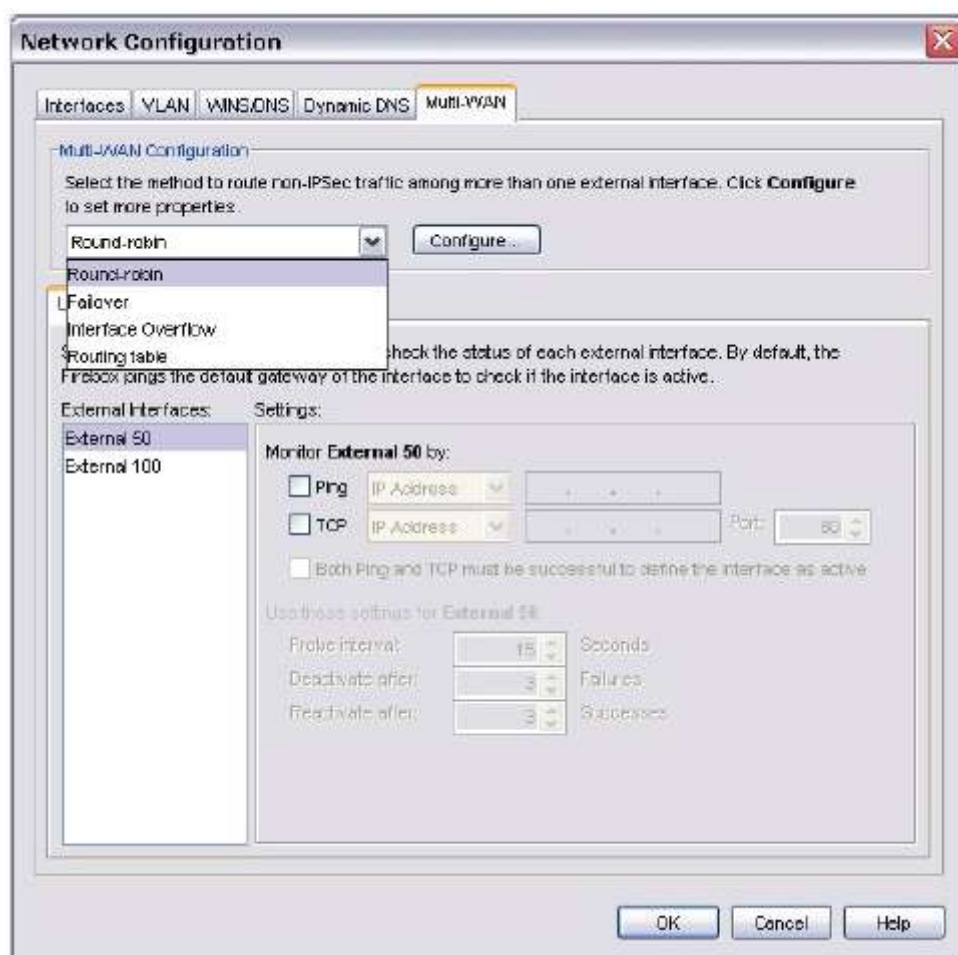 Network Configuration
Interfaces VLAN WINS/DNS Dynamic DNS Multi-WAN
Multi-WAN Configuration
Select the method to route non-IPSec traffic among more than one external interface. Click Configure
to set more properties.
Round-robin Configure...
Round-robin
Failover
Interface Overflow
Routing table
check the status of each external interface. By default, the
Firebox pings the default gateway of the interface to check if the interface is active.
External Interfaces: Settings:
External 50
External 100
Monitor External 50 by:
Ping IP Address . . .
TCP IP Address . . . Port: 80
Both Ping and TCP must be successful to define the interface as active
Use these settings for External 50:
Probe interval: 15 Seconds
Deactivate after: 3 Failures
Reactivate after: 3 Successes
OK Cancel Help